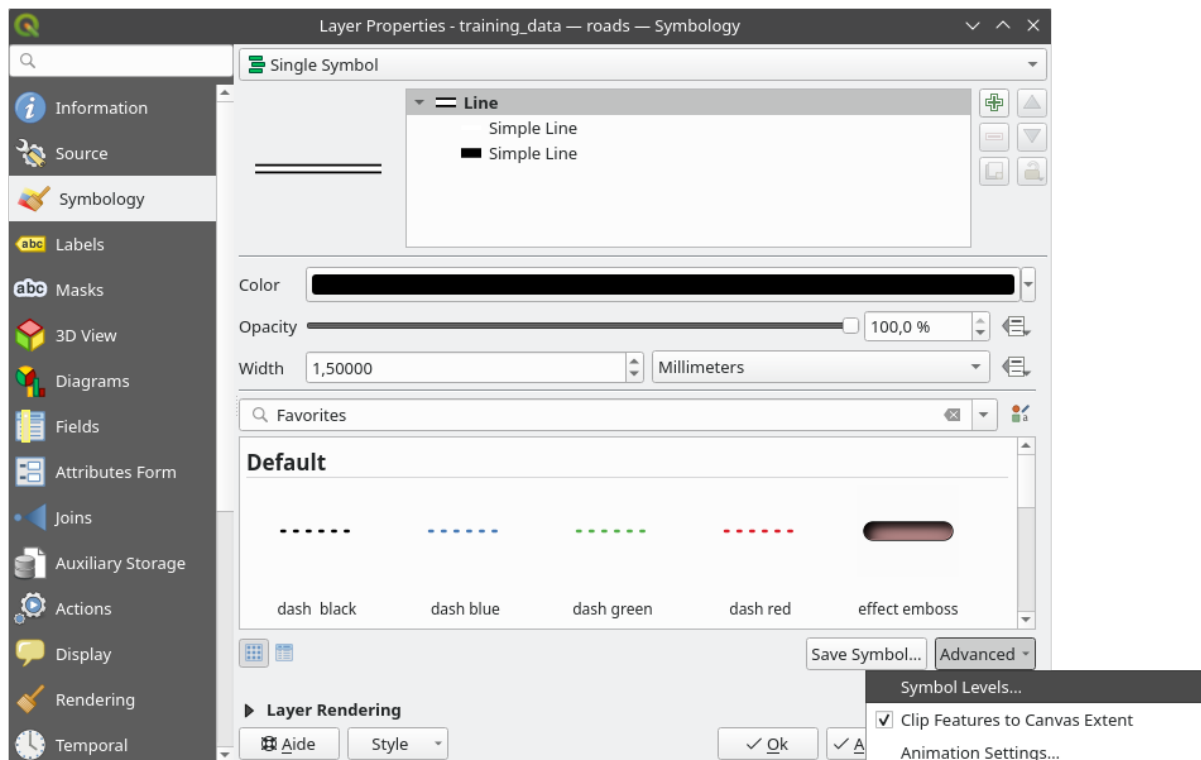 Layer Properties - training_data — roads — Symbology
Single Symbol
Information
Source
Symbology
abc Labels
abc Masks
3D View
Diagrams
Fields
Attributes Form
Joins
Auxiliary Storage
Actions
Display
Rendering
Temporal
Line
Simple Line
Simple Line
Color
Opacity 100,0 %
Width 1,50000 Millimeters
Favorites
Default
dash  black dash blue dash green dash red effect emboss
Save Symbol... Advanced
Symbol Levels...
Clip Features to Canvas Extent
Animation Settings...
Layer Rendering
Aide Style Ok A